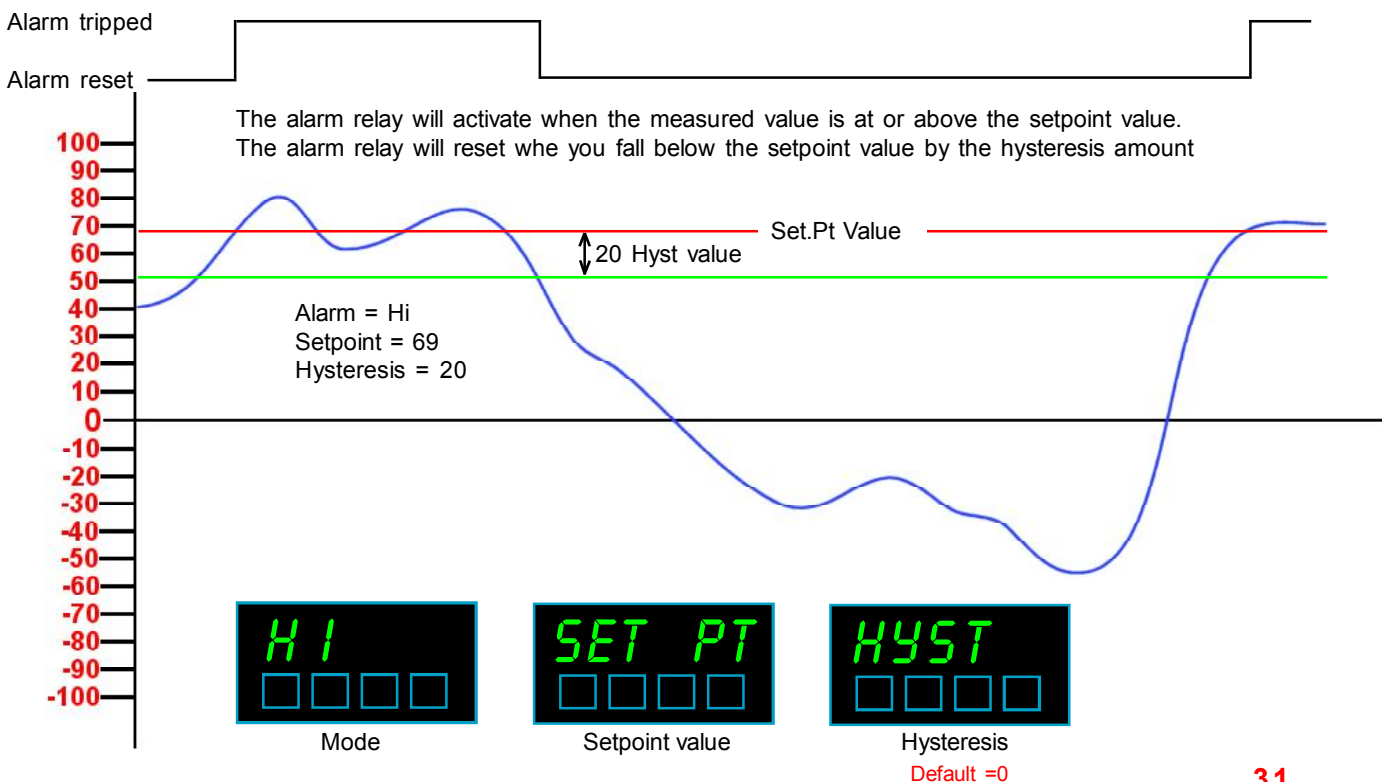 Alarm tripped
Alarm reset
The alarm relay will activate when the measured value is at or above the setpoint value.
The alarm relay will reset whe you fall below the setpoint value by the hysteresis amount
100
90
80
70
60
50
40
30
20
10
0
-10
-20
-30
-40
-50
-60
-70
-80
-90
-100
Set.Pt Value
20 Hyst value
Alarm = Hi
Setpoint = 69
Hysteresis = 20
HI
SET PT
HYST
Mode
Setpoint value
Hysteresis
Default =0
31